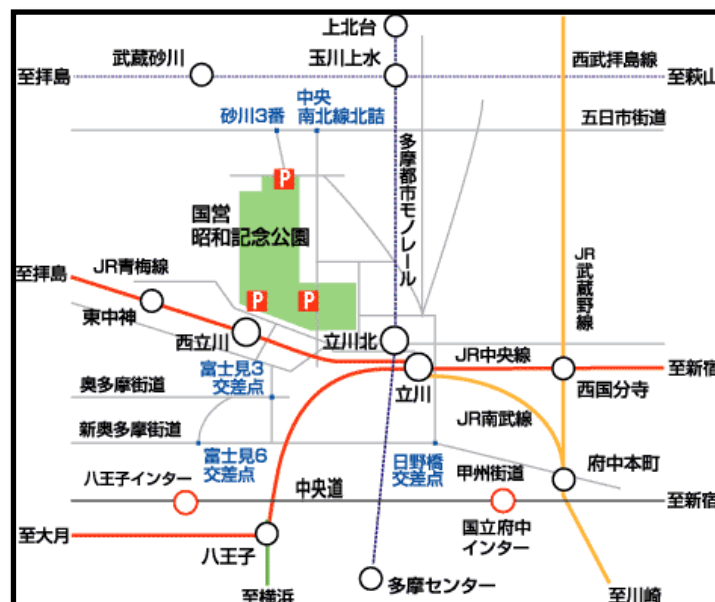 上北台
武蔵砂川
玉川上水
西武拝島線
至拝島
至萩山
砂川3番
中央
南北線北詰
五日市街道
P
多摩都市モノレール
国営
昭和記念公園
JR武蔵野線
JR青梅線
至拝島
P
P
東中神
西立川
立川北
JR中央線
至新宿
富士見3
交差点
立川
西国分寺
奥多摩街道
JR南武線
新奥多摩街道
富士見6
交差点
日野橋
交差点
甲州街道
府中本町
八王子インター
中央道
至新宿
国立府中
インター
至大月
八王子
多摩センター
至横浜
至川崎